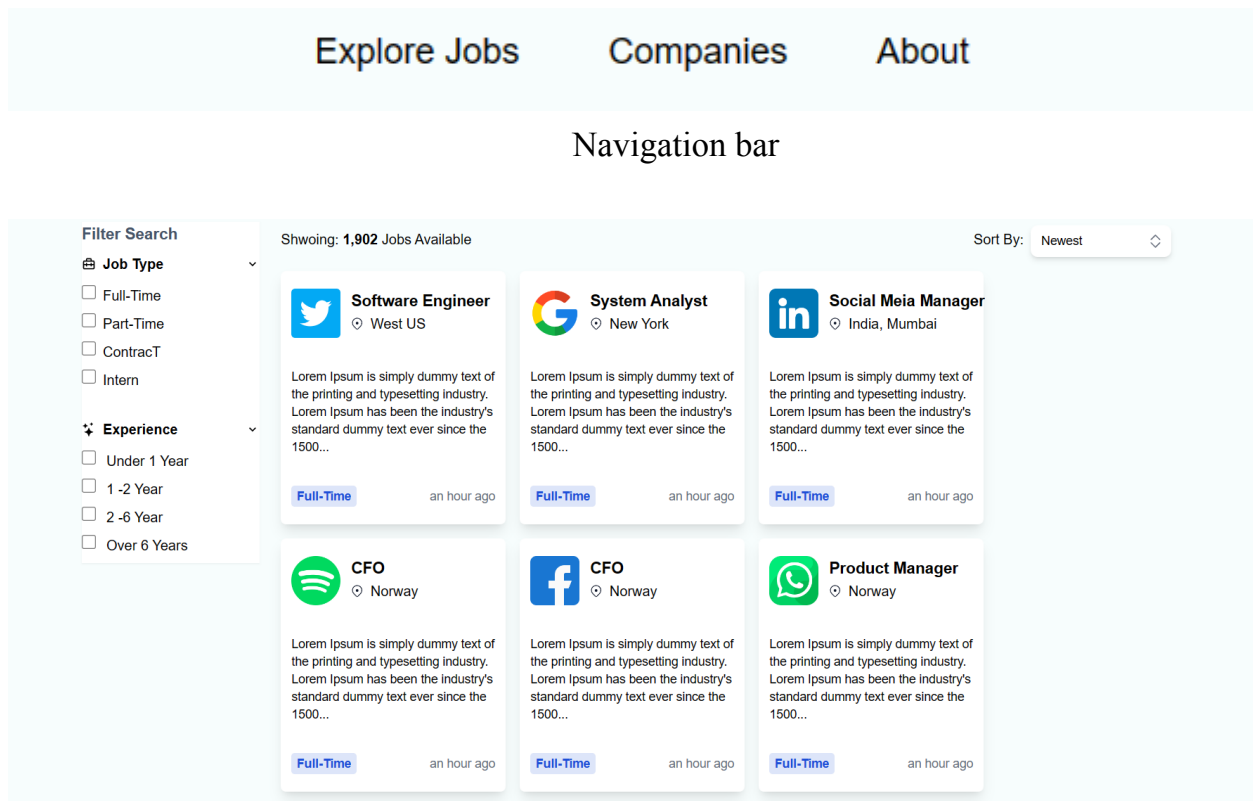 Explore Jobs Companies About
Navigation bar
Filter Search
Job Type
Full-Time
Part-Time
ContracT
Intern
Experience
Under 1 Year
1 -2 Year
2 -6 Year
Over 6 Years
Shwoing: 1,902 Jobs Available
Sort By: Newest
Software Engineer
West US
Lorem Ipsum is simply dummy text of
the printing and typesetting industry.
Lorem Ipsum has been the industry's
standard dummy text ever since the
1500...
Full-Time an hour ago
System Analyst
New York
Lorem Ipsum is simply dummy text of
the printing and typesetting industry.
Lorem Ipsum has been the industry's
standard dummy text ever since the
1500...
Full-Time an hour ago
in
Social Meia Manager
India, Mumbai
Lorem Ipsum is simply dummy text of
the printing and typesetting industry.
Lorem Ipsum has been the industry's
standard dummy text ever since the
1500...
Full-Time an hour ago
CFO
Norway
Lorem Ipsum is simply dummy text of
the printing and typesetting industry.
Lorem Ipsum has been the industry's
standard dummy text ever since the
1500...
Full-Time an hour ago
CFO
Norway
Lorem Ipsum is simply dummy text of
the printing and typesetting industry.
Lorem Ipsum has been the industry's
standard dummy text ever since the
1500...
Full-Time an hour ago
Product Manager
Norway
Lorem Ipsum is simply dummy text of
the printing and typesetting industry.
Lorem Ipsum has been the industry's
standard dummy text ever since the
1500...
Full-Time an hour ago